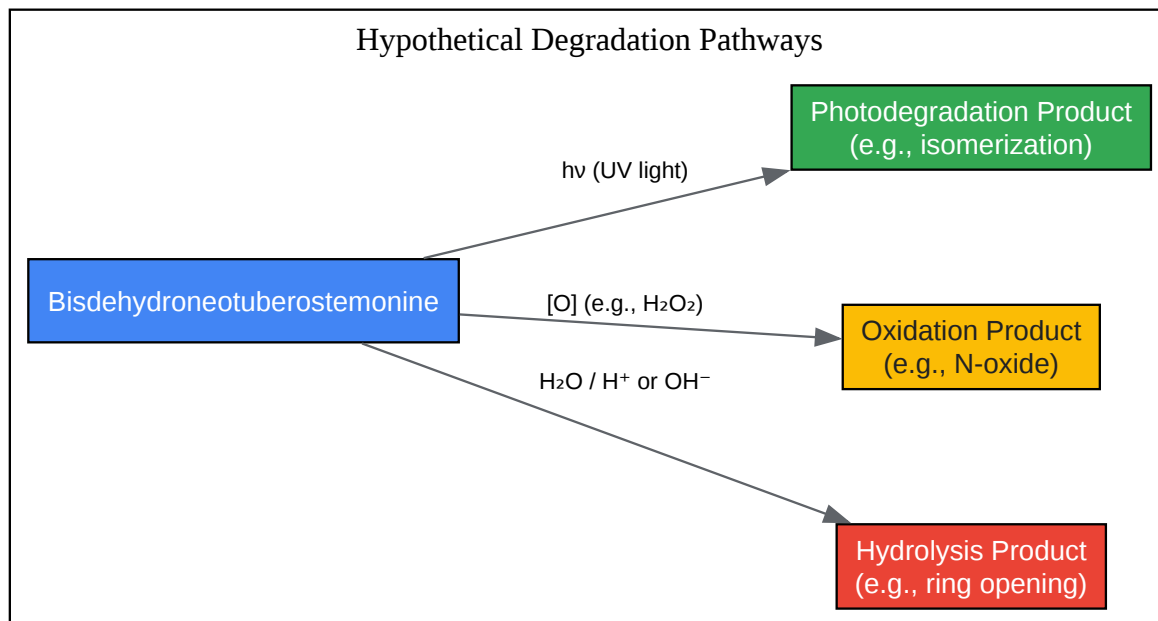 Hypothetical Degradation Pathways
Photodegradation Product
(e.g., isomerization)
hν (UV light)
Bisdehydroneotuberostemonine
[O] (e.g., H₂O₂)
Oxidation Product
(e.g., N-oxide)
H₂O / H⁺ or OH⁻
Hydrolysis Product
(e.g., ring opening)